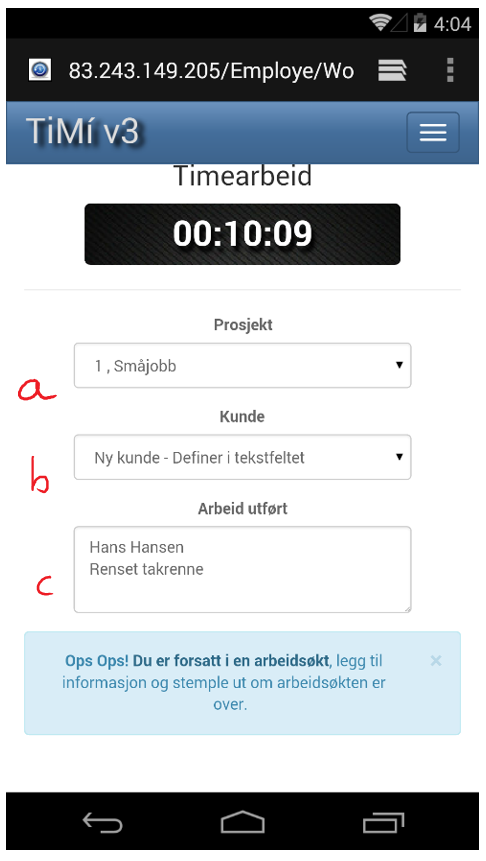 4:04
83.243.149.205/Employe/Wo
TiMí v3
Timearbeid
00:10:09
Prosjekt
1 , Småjobb
a
Kunde
Ny kunde - Definer i tekstfeltet
b
Arbeid utført
Hans Hansen
Renset takrenne
c
Ops Ops! Du er forsatt i en arbeidsøkt, legg til
informasjon og stemple ut om arbeidsøkten er
over.
×